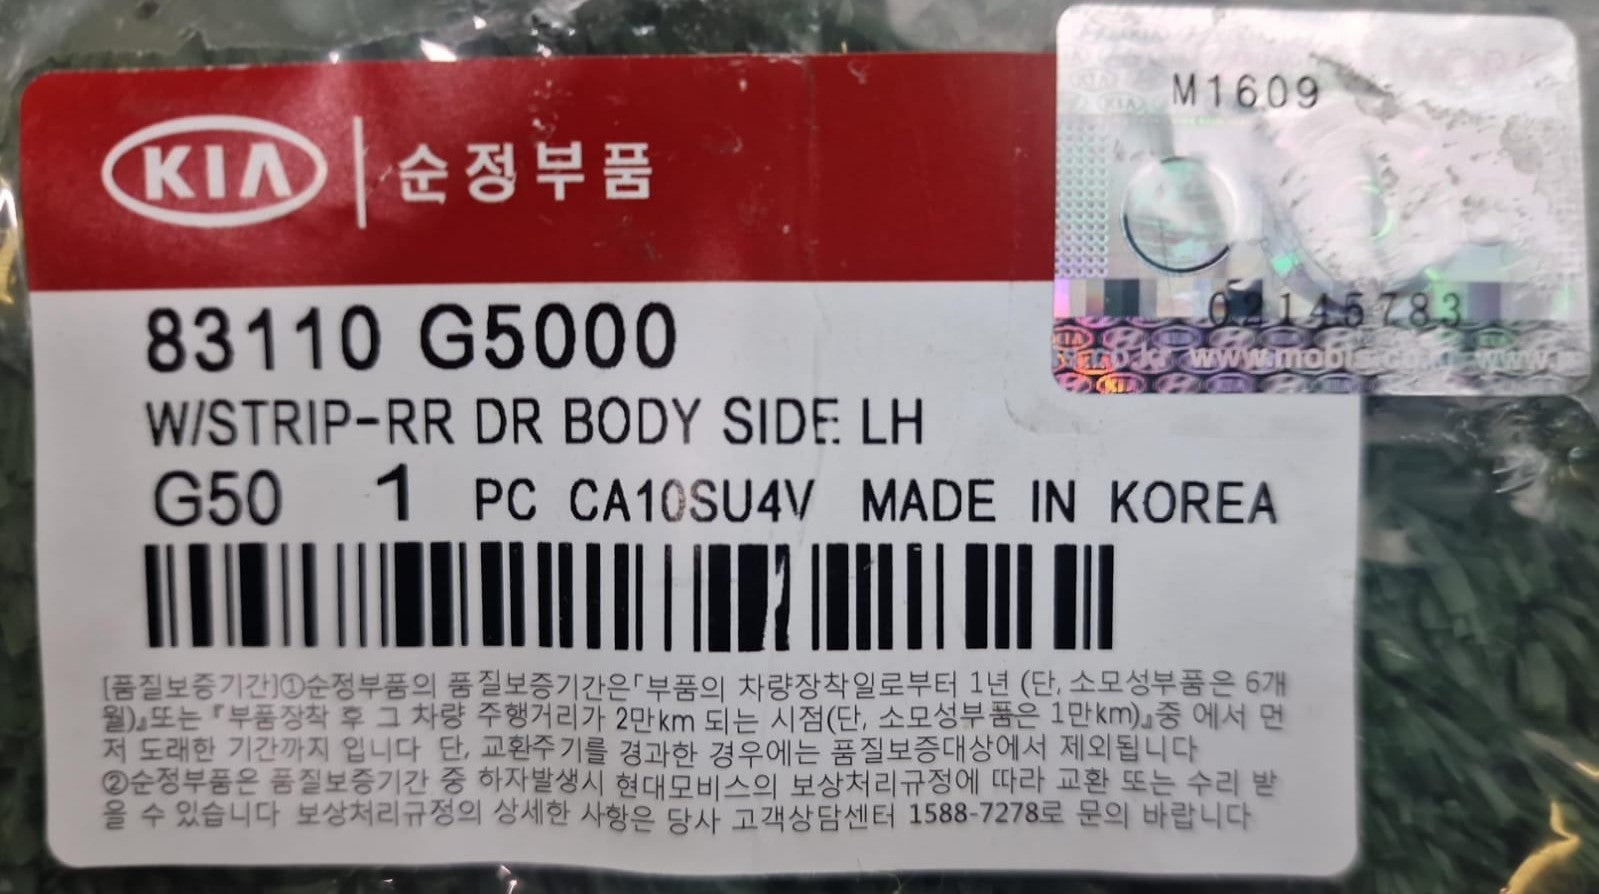 KIA 순정부품
M1609
83110 G5000
02145783
KIA
.co.kr www.mobis.co.kr www.
W/STRIP-RR DR BODY SIDE LH
G50 1 PC CA10SU4V MADE IN KOREA
[품질보증기간]①순정부품의 품질보증기간은「부품의 차량장착일로부터 1년 (단, 소모성부품은 6개
월)』또는 『부품장착 후 그 차량 주행거리가 2만km 되는 시점(단, 소모성부품은 1만km)』중 에서 먼
저 도래한 기간까지 입니다 단, 교환주기를 경과한 경우에는 품질보증대상에서 제외됩니다
②순정부품은 품질보증기간 중 하자발생시 현대모비스의 보상처리규정에 따라 교환 또는 수리 받
을 수 있습니다 보상처리규정의 상세한 사항은 당사 고객상담센터 1588-7278로 문의 바랍니다